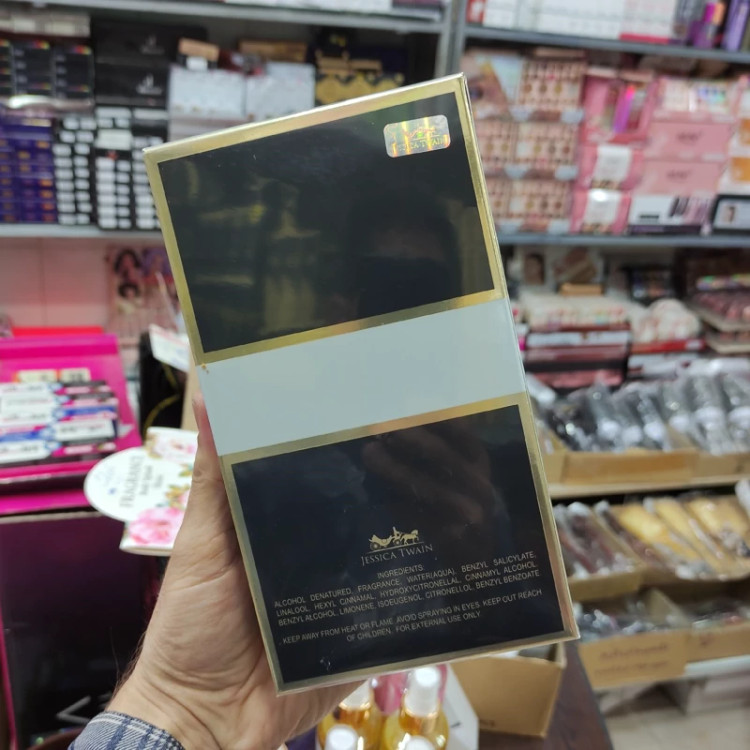 JESSICA TWAIN
JESSICA TWAIN
INGREDIENTS:
ALCOHOL DENATURED, FRAGRANCE, WATER(AQUA), BENZYL SALICYLATE,
LINALOOL, HEXYL CINNAMAL, HYDROXYCITRONELLAL, CINNAMYL ALCOHOL,
BENZYL ALCOHOL, LIMONENE, ISOEUGENOL, CITRONELLOL, BENZYL BENZOATE
KEEP AWAY FROM HEAT OR FLAME. AVOID SPRAYING IN EYES. KEEP OUT REACH
OF CHILDREN. FOR EXTERNAL USE ONLY.